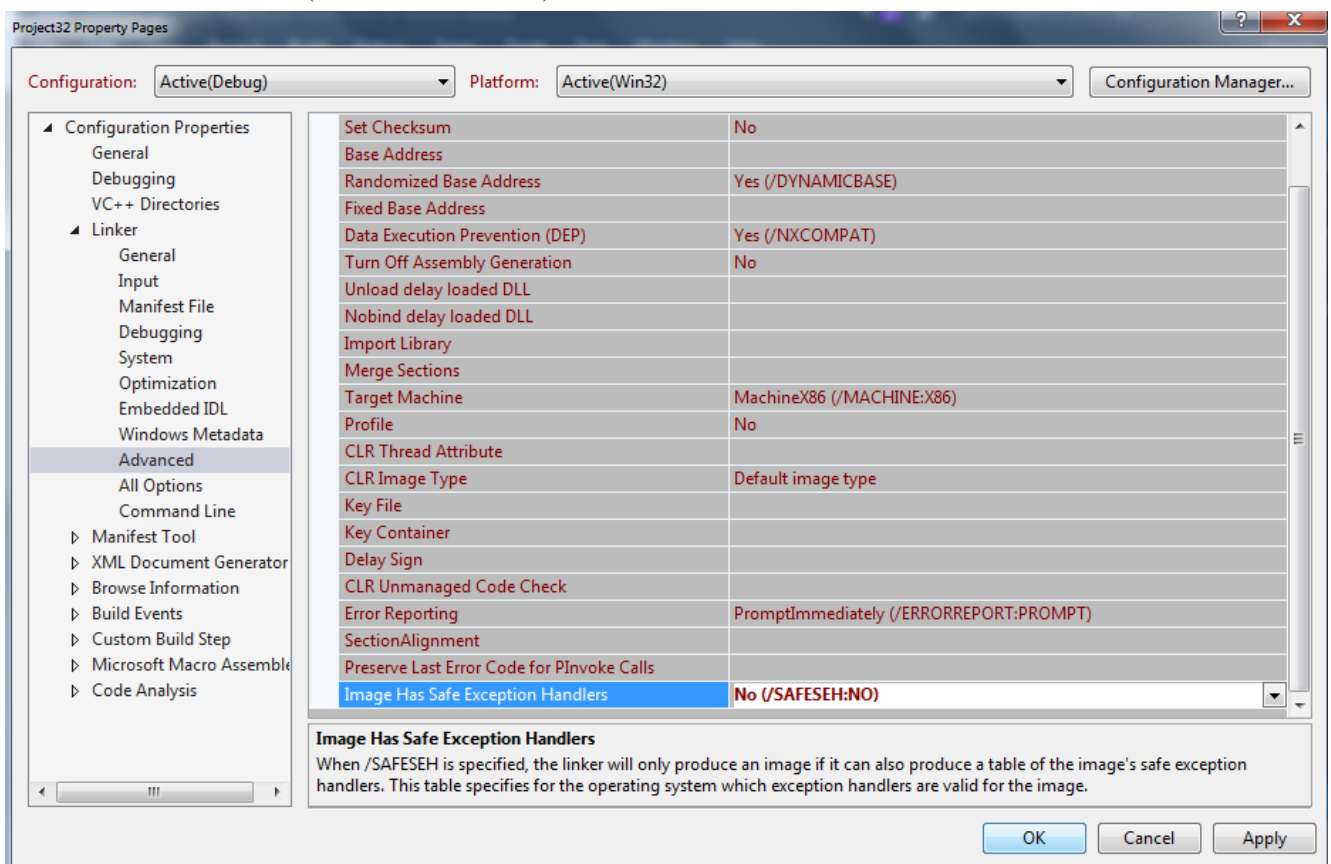 Project32 Property Pages
?
X
Configuration: Active(Debug) Platform: Active(Win32) Configuration Manager...
Configuration Properties
General
Debugging
VC++ Directories
Linker
General
Input
Manifest File
Debugging
System
Optimization
Embedded IDL
Windows Metadata
Advanced
All Options
Command Line
Manifest Tool
XML Document Generator
Browse Information
Build Events
Custom Build Step
Microsoft Macro Assemble
Code Analysis
Set Checksum No
Base Address
Randomized Base Address Yes (/DYNAMICBASE)
Fixed Base Address
Data Execution Prevention (DEP) Yes (/NXCOMPAT)
Turn Off Assembly Generation No
Unload delay loaded DLL
Nobind delay loaded DLL
Import Library
Merge Sections
Target Machine MachineX86 (/MACHINE:X86)
Profile No
CLR Thread Attribute
CLR Image Type Default image type
Key File
Key Container
Delay Sign
CLR Unmanaged Code Check
Error Reporting PromptImmediately (/ERRORREPORT:PROMPT)
SectionAlignment
Preserve Last Error Code for PInvoke Calls
Image Has Safe Exception Handlers No (/SAFESEH:NO)
Image Has Safe Exception Handlers
When /SAFESEH is specified, the linker will only produce an image if it can also produce a table of the image's safe exception
handlers. This table specifies for the operating system which exception handlers are valid for the image.
OK Cancel Apply